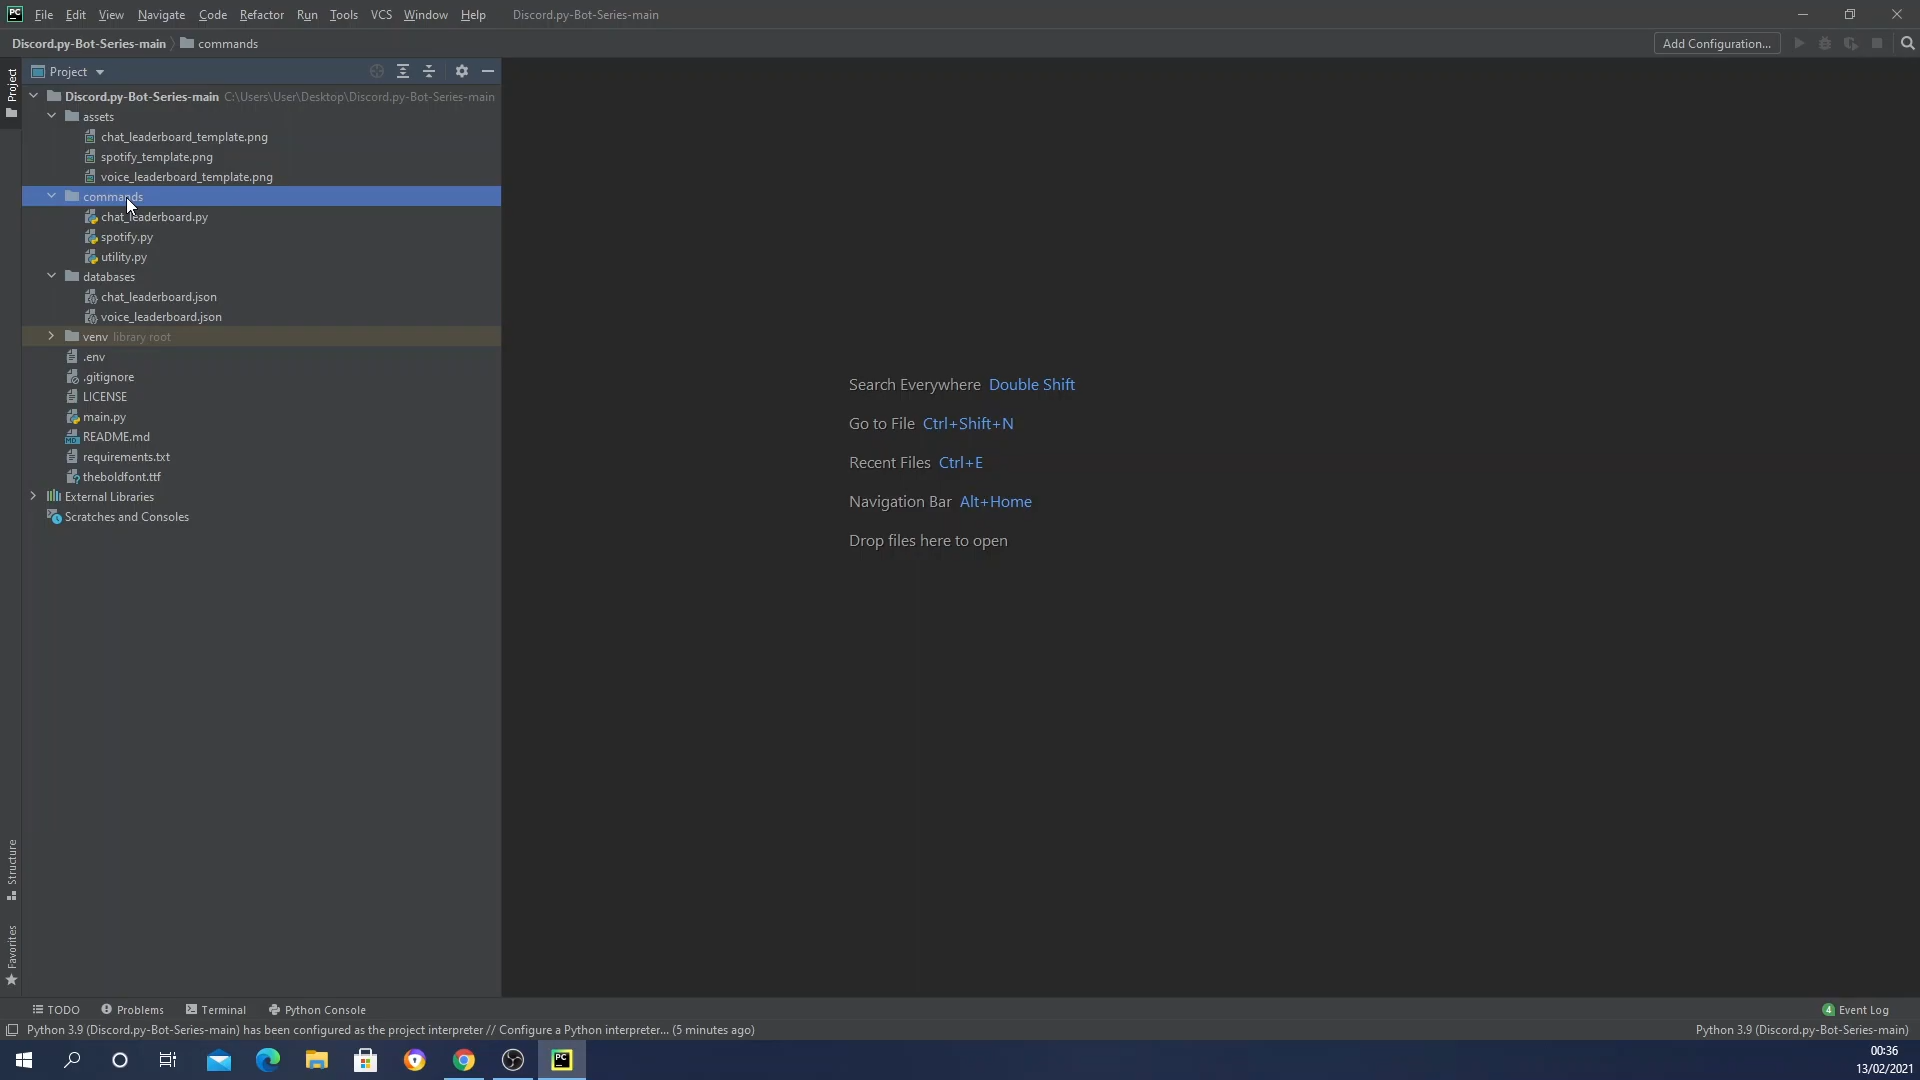 PC File Edit View Navigate Code Refactor Run Tools VCS Window Help Discord.py-Bot-Series-main
Discord.py-Bot-Series-main commands Add Configuration...
Project
Project
Discord.py-Bot-Series-main C:\Users\User\Desktop\Discord.py-Bot-Series-main
assets
chat_leaderboard_template.png
spotify_template.png
voice_leaderboard_template.png
commands
chat_leaderboard.py
spotify.py
utility.py
databases
chat_leaderboard.json
voice_leaderboard.json
venv library root
.env
.gitignore
LICENSE
main.py
README.md
requirements.txt
theboldfont.ttf
External Libraries
Scratches and Consoles
Search Everywhere Double Shift
Go to File Ctrl+Shift+N
Recent Files Ctrl+E
Navigation Bar Alt+Home
Drop files here to open
Structure
Favorites
TODO Problems Terminal Python Console 4 Event Log
Python 3.9 (Discord.py-Bot-Series-main) has been configured as the project interpreter // Configure a Python interpreter... (5 minutes ago) Python 3.9 (Discord.py-Bot-Series-main)
PC
00:36
13/02/2021